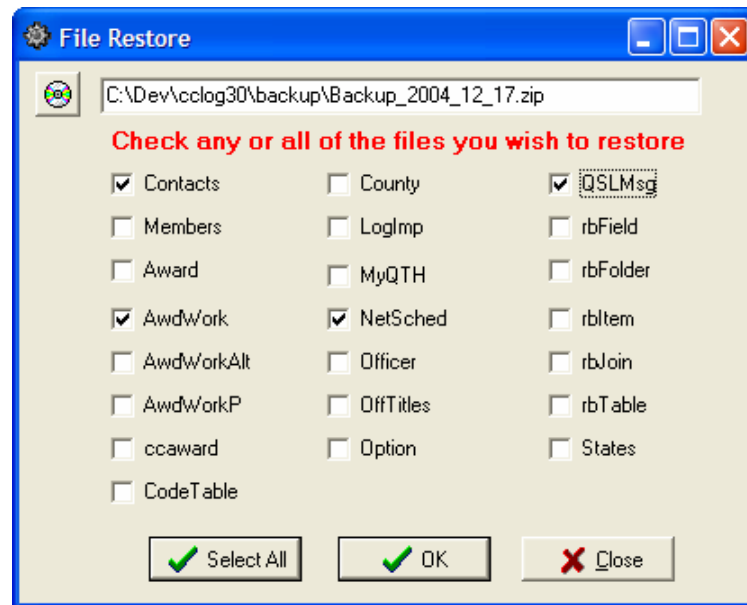 File Restore
C:\Dev\cclog30\backup\Backup_2004_12_17.zip
Check any or all of the files you wish to restore
Contacts County QSLMsg
Members LogImp rbField
Award MyQTH rbFolder
AwdWork NetSched rbItem
AwdWorkAlt Officer rbJoin
AwdWorkP OffTitles rbTable
ccaward Option States
CodeTable
Select All OK Close